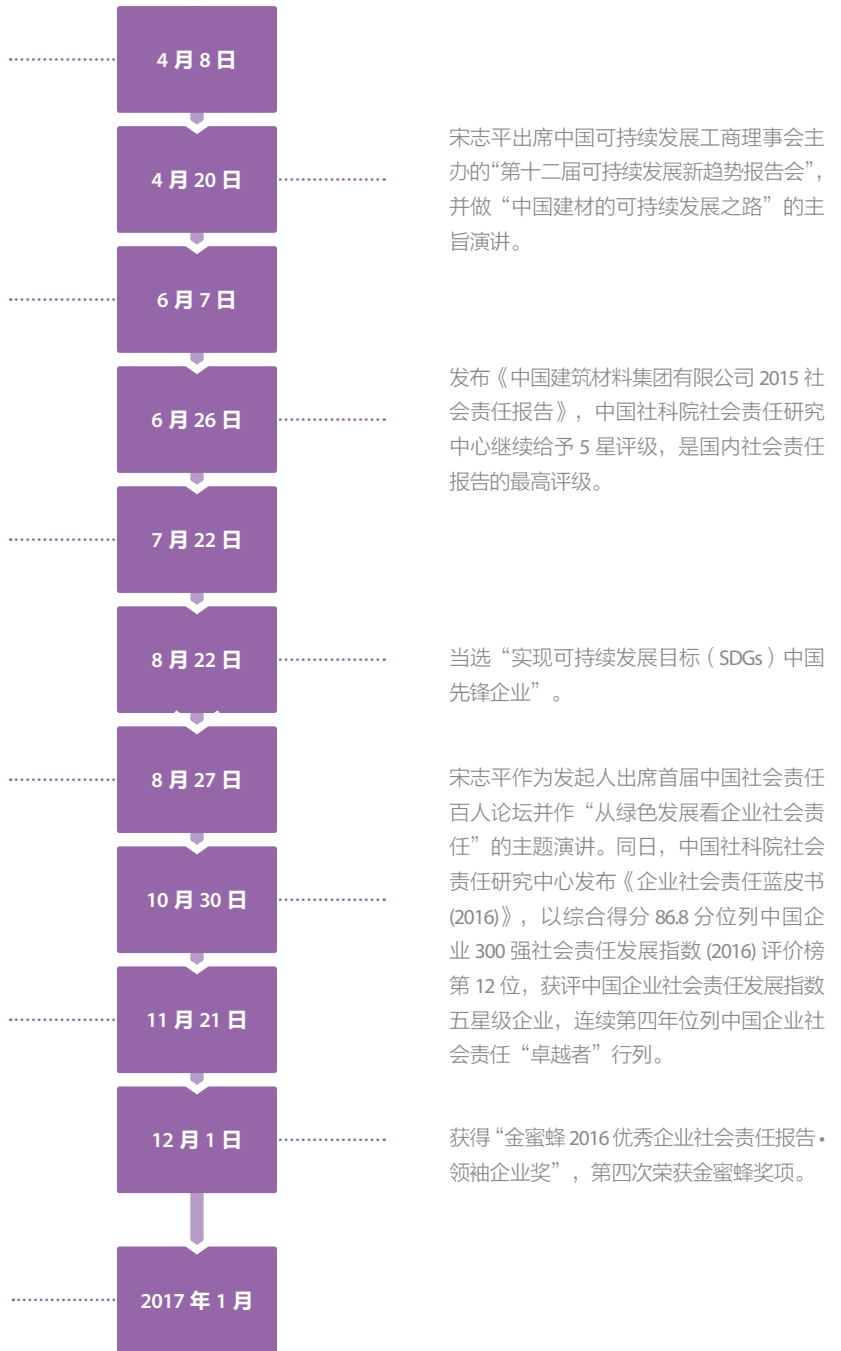 4 月 8 日
4 月 20 日
宋志平出席中国可持续发展工商理事会主
办的“第十二届可持续发展新趋势报告会”，
并做“中国建材的可持续发展之路”的主
旨演讲。
6 月 7 日
6 月 26 日
发布《中国建筑材料集团有限公司 2015 社
会责任报告》，中国社科院社会责任研究
中心继续给予 5 星评级，是国内社会责任
报告的最高评级。
7 月 22 日
8 月 22 日
当选“实现可持续发展目标（SDGs）中国
先锋企业”。
8 月 27 日
10 月 30 日
宋志平作为发起人出席首届中国社会责任
百人论坛并作“从绿色发展看企业社会责
任”的主题演讲。同日，中国社科院社会
责任研究中心发布《企业社会责任蓝皮书
(2016)》，以综合得分 86.8 分位列中国企
业 300 强社会责任发展指数 (2016) 评价榜
第 12 位，获评中国企业社会责任发展指数
五星级企业，连续第四年位列中国企业社
会责任“卓越者”行列。
11 月 21 日
12 月 1 日
获得“金蜜蜂 2016 优秀企业社会责任报告•
领袖企业奖”，第四次荣获金蜜蜂奖项。
2017 年 1 月